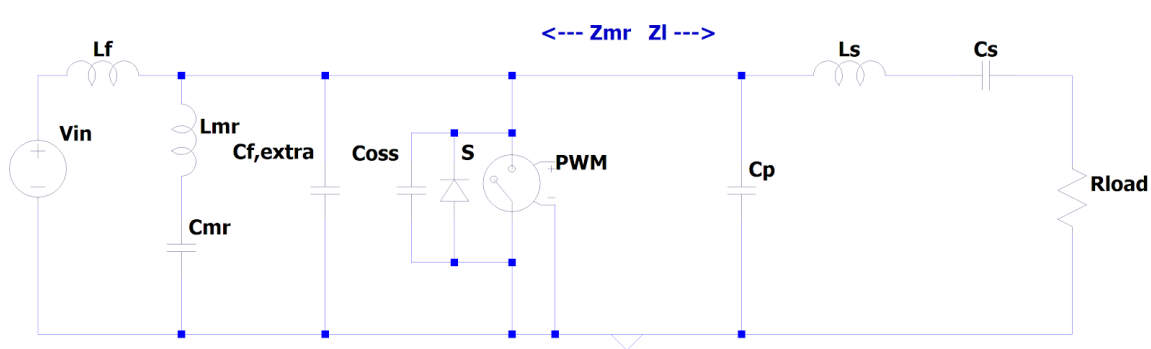 <--- Zmr Zl --->
Lf
Ls
Cs
Vin
Lmr
Cf,extra
Coss
S
PWM
Cp
Rload
Cmr